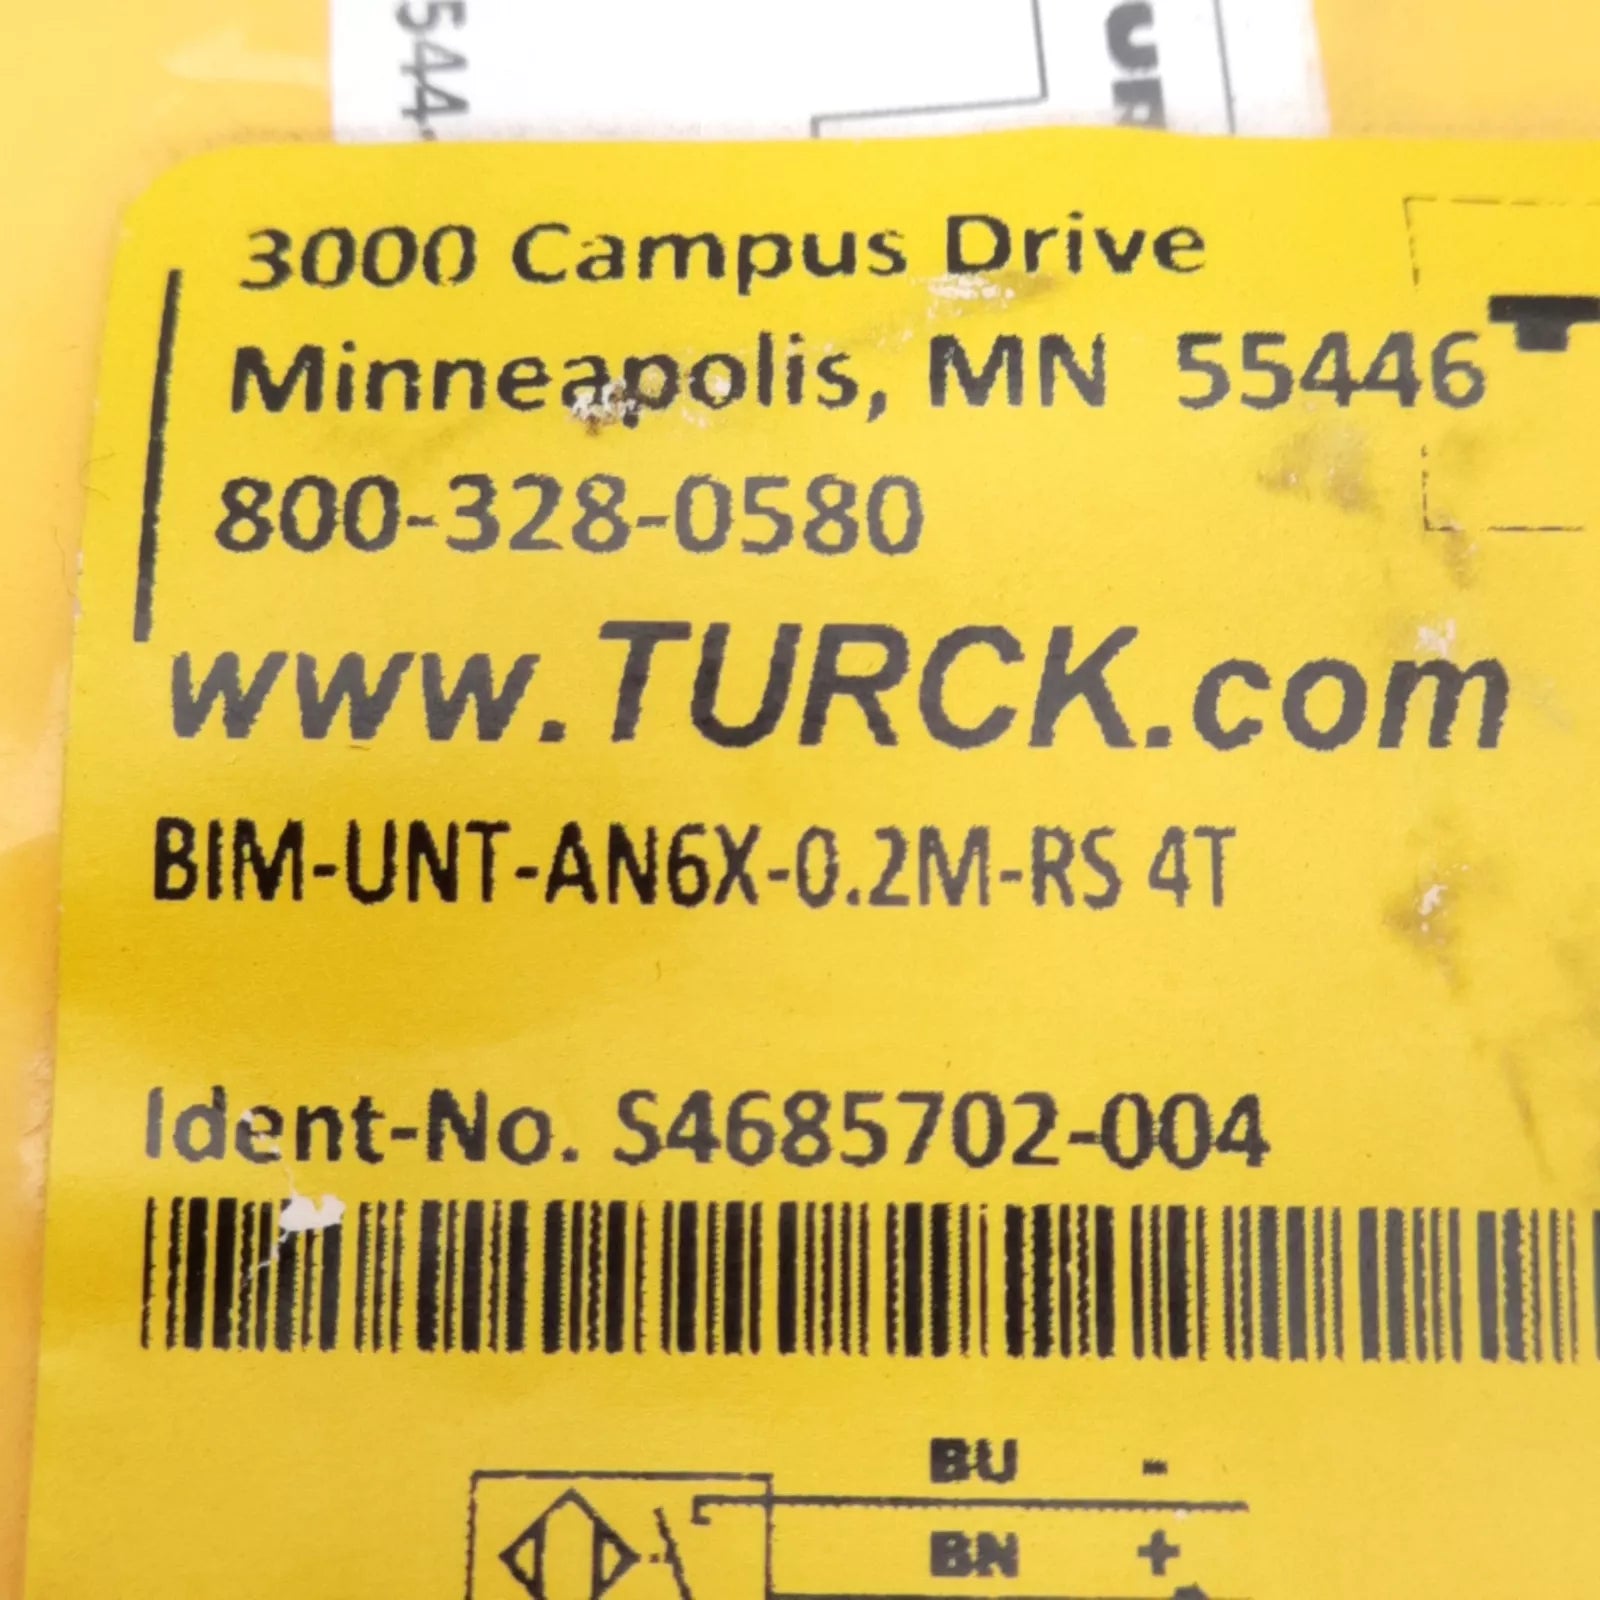 544
3000 Campus Drive
Minneapolis, MN 55446
800-328-0580
www.TURCK.com
BIM-UNT-AN6X-0.2M-RS 4T
Ident-No. S4685702-004
BU -
BN +